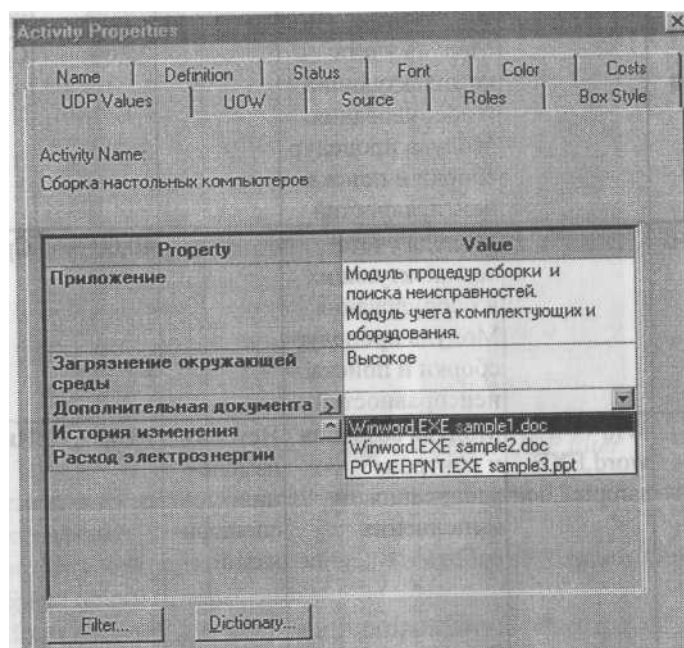 Activity Properties
Name Definition Status Font Color Costs
UDP Values UOW Source Roles Box Style
Activity Name:
Сборка настольных компьютеров
Property Value
Приложение Модуль процедур сборки и
поиска неисправностей.
Модуль учета комплектующих и
оборудования.
Загрязнение окружающей Высокое
среды
Дополнительная документа >
История изменения
Расход электроэнергии
Winword.EXE sample1.doc
Winword.EXE sample2.doc
POWERPNT.EXE sample3.ppt
Filter... Dictionary...